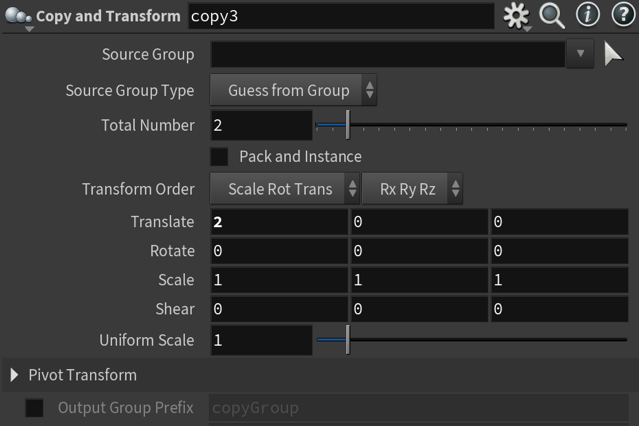 Copy and Transform copy3
Source Group
Source Group Type Guess from Group
Total Number 2
Pack and Instance
Transform Order Scale Rot Trans Rx Ry Rz
Translate 2 0 0
Rotate 0 0 0
Scale 1 1 1
Shear 0 0 0
Uniform Scale 1
Pivot Transform
Output Group Prefix copyGroup